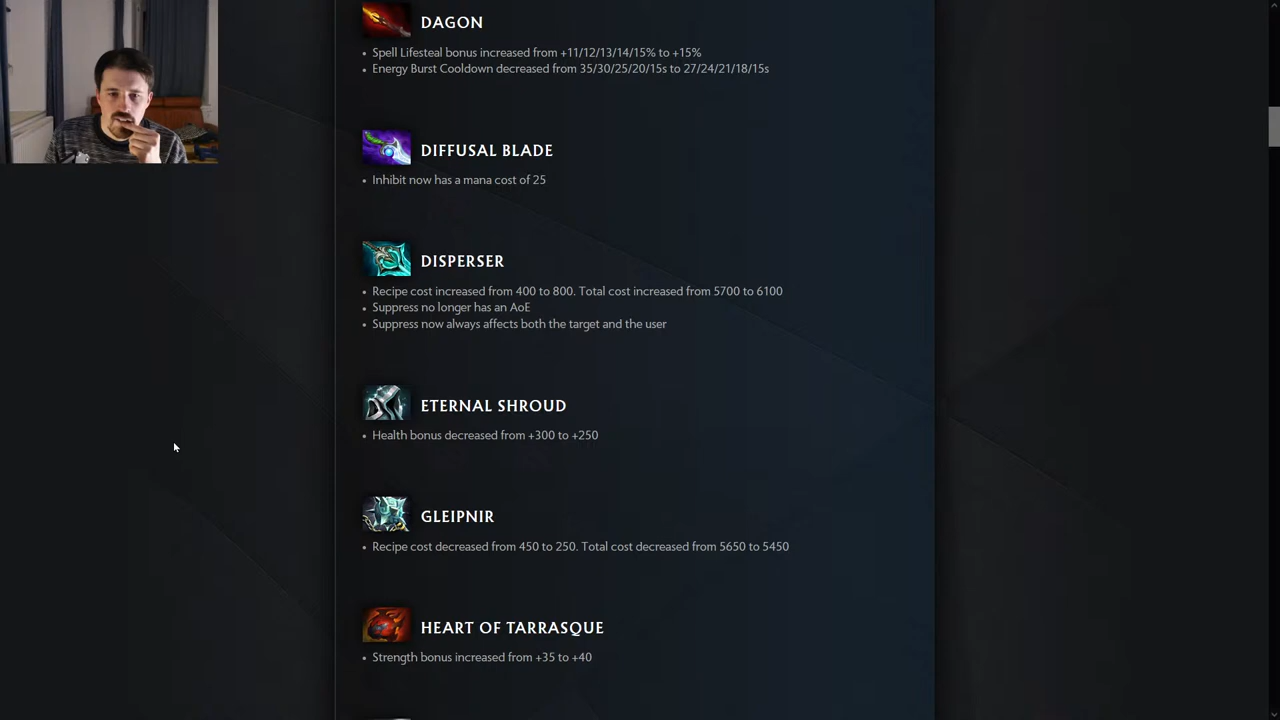 DAGON
• Spell Lifesteal bonus increased from +11/12/13/14/15% to +15%
• Energy Burst Cooldown decreased from 35/30/25/20/15s to 27/24/21/18/15s
DIFFUSAL BLADE
• Inhibit now has a mana cost of 25
DISPERSER
• Recipe cost increased from 400 to 800. Total cost increased from 5700 to 6100
• Suppress no longer has an AoE
• Suppress now always affects both the target and the user
ETERNAL SHROUD
• Health bonus decreased from +300 to +250
GLEIPNIR
• Recipe cost decreased from 450 to 250. Total cost decreased from 5650 to 5450
HEART OF TARRASQUE
• Strength bonus increased from +35 to +40